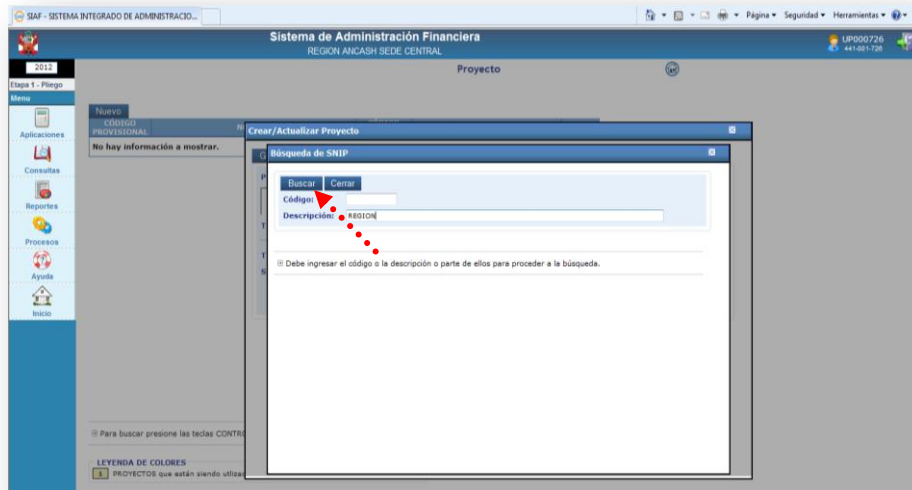 SIAF - SISTEMA INTEGRADO DE ADMINISTRACIO...
Página Seguridad Herramientas
Sistema de Administración Financiera
REGION ANCASH SEDE CENTRAL
UP000726
441-001-726
2012
Etapa 1 - Pliego
Proyecto
Menu
Aplicaciones
Consultas
Reportes
Procesos
Ayuda
Inicio
Nuevo
CÓDIGO
PROVISIONAL
No hay información a mostrar.
Crear/Actualizar Proyecto
Búsqueda de SNIP
Buscar Cerrar
Código:
Descripción: REGION
Debe ingresar el código o la descripción o parte de ellos para proceder a la búsqueda.
Para buscar presione las teclas CONTR
LEYENDA DE COLORES
1 PROYECTOS que están siendo utiliza